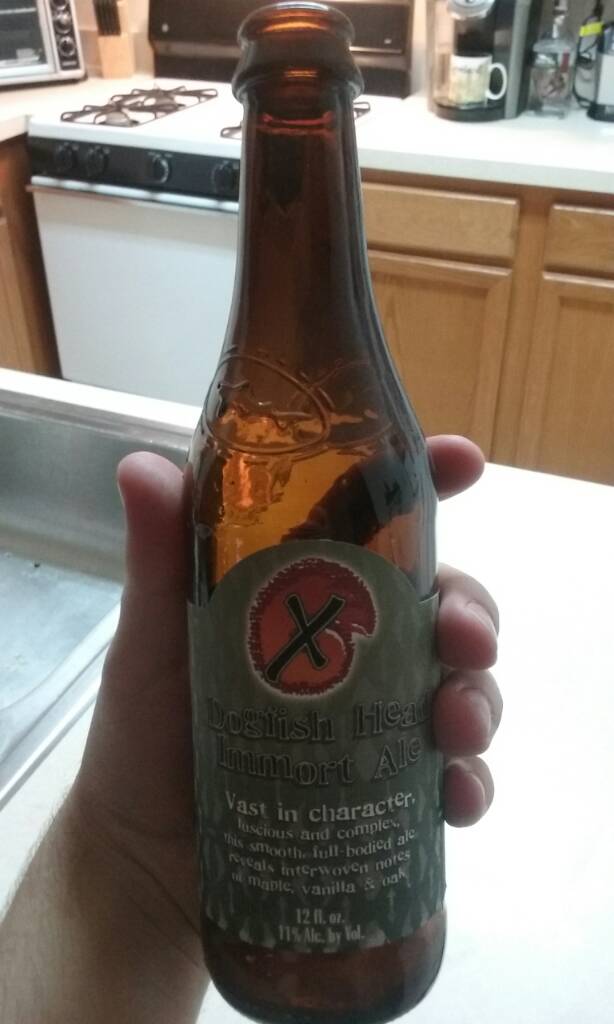 X
Dogfish Head
Immort Ale
Vast in character,
luscious and complex,
this smooth, full-bodied ale
reveals interwoven notes
of maple, vanilla & oak
12 fl. oz.
11% Alc. by Vol.